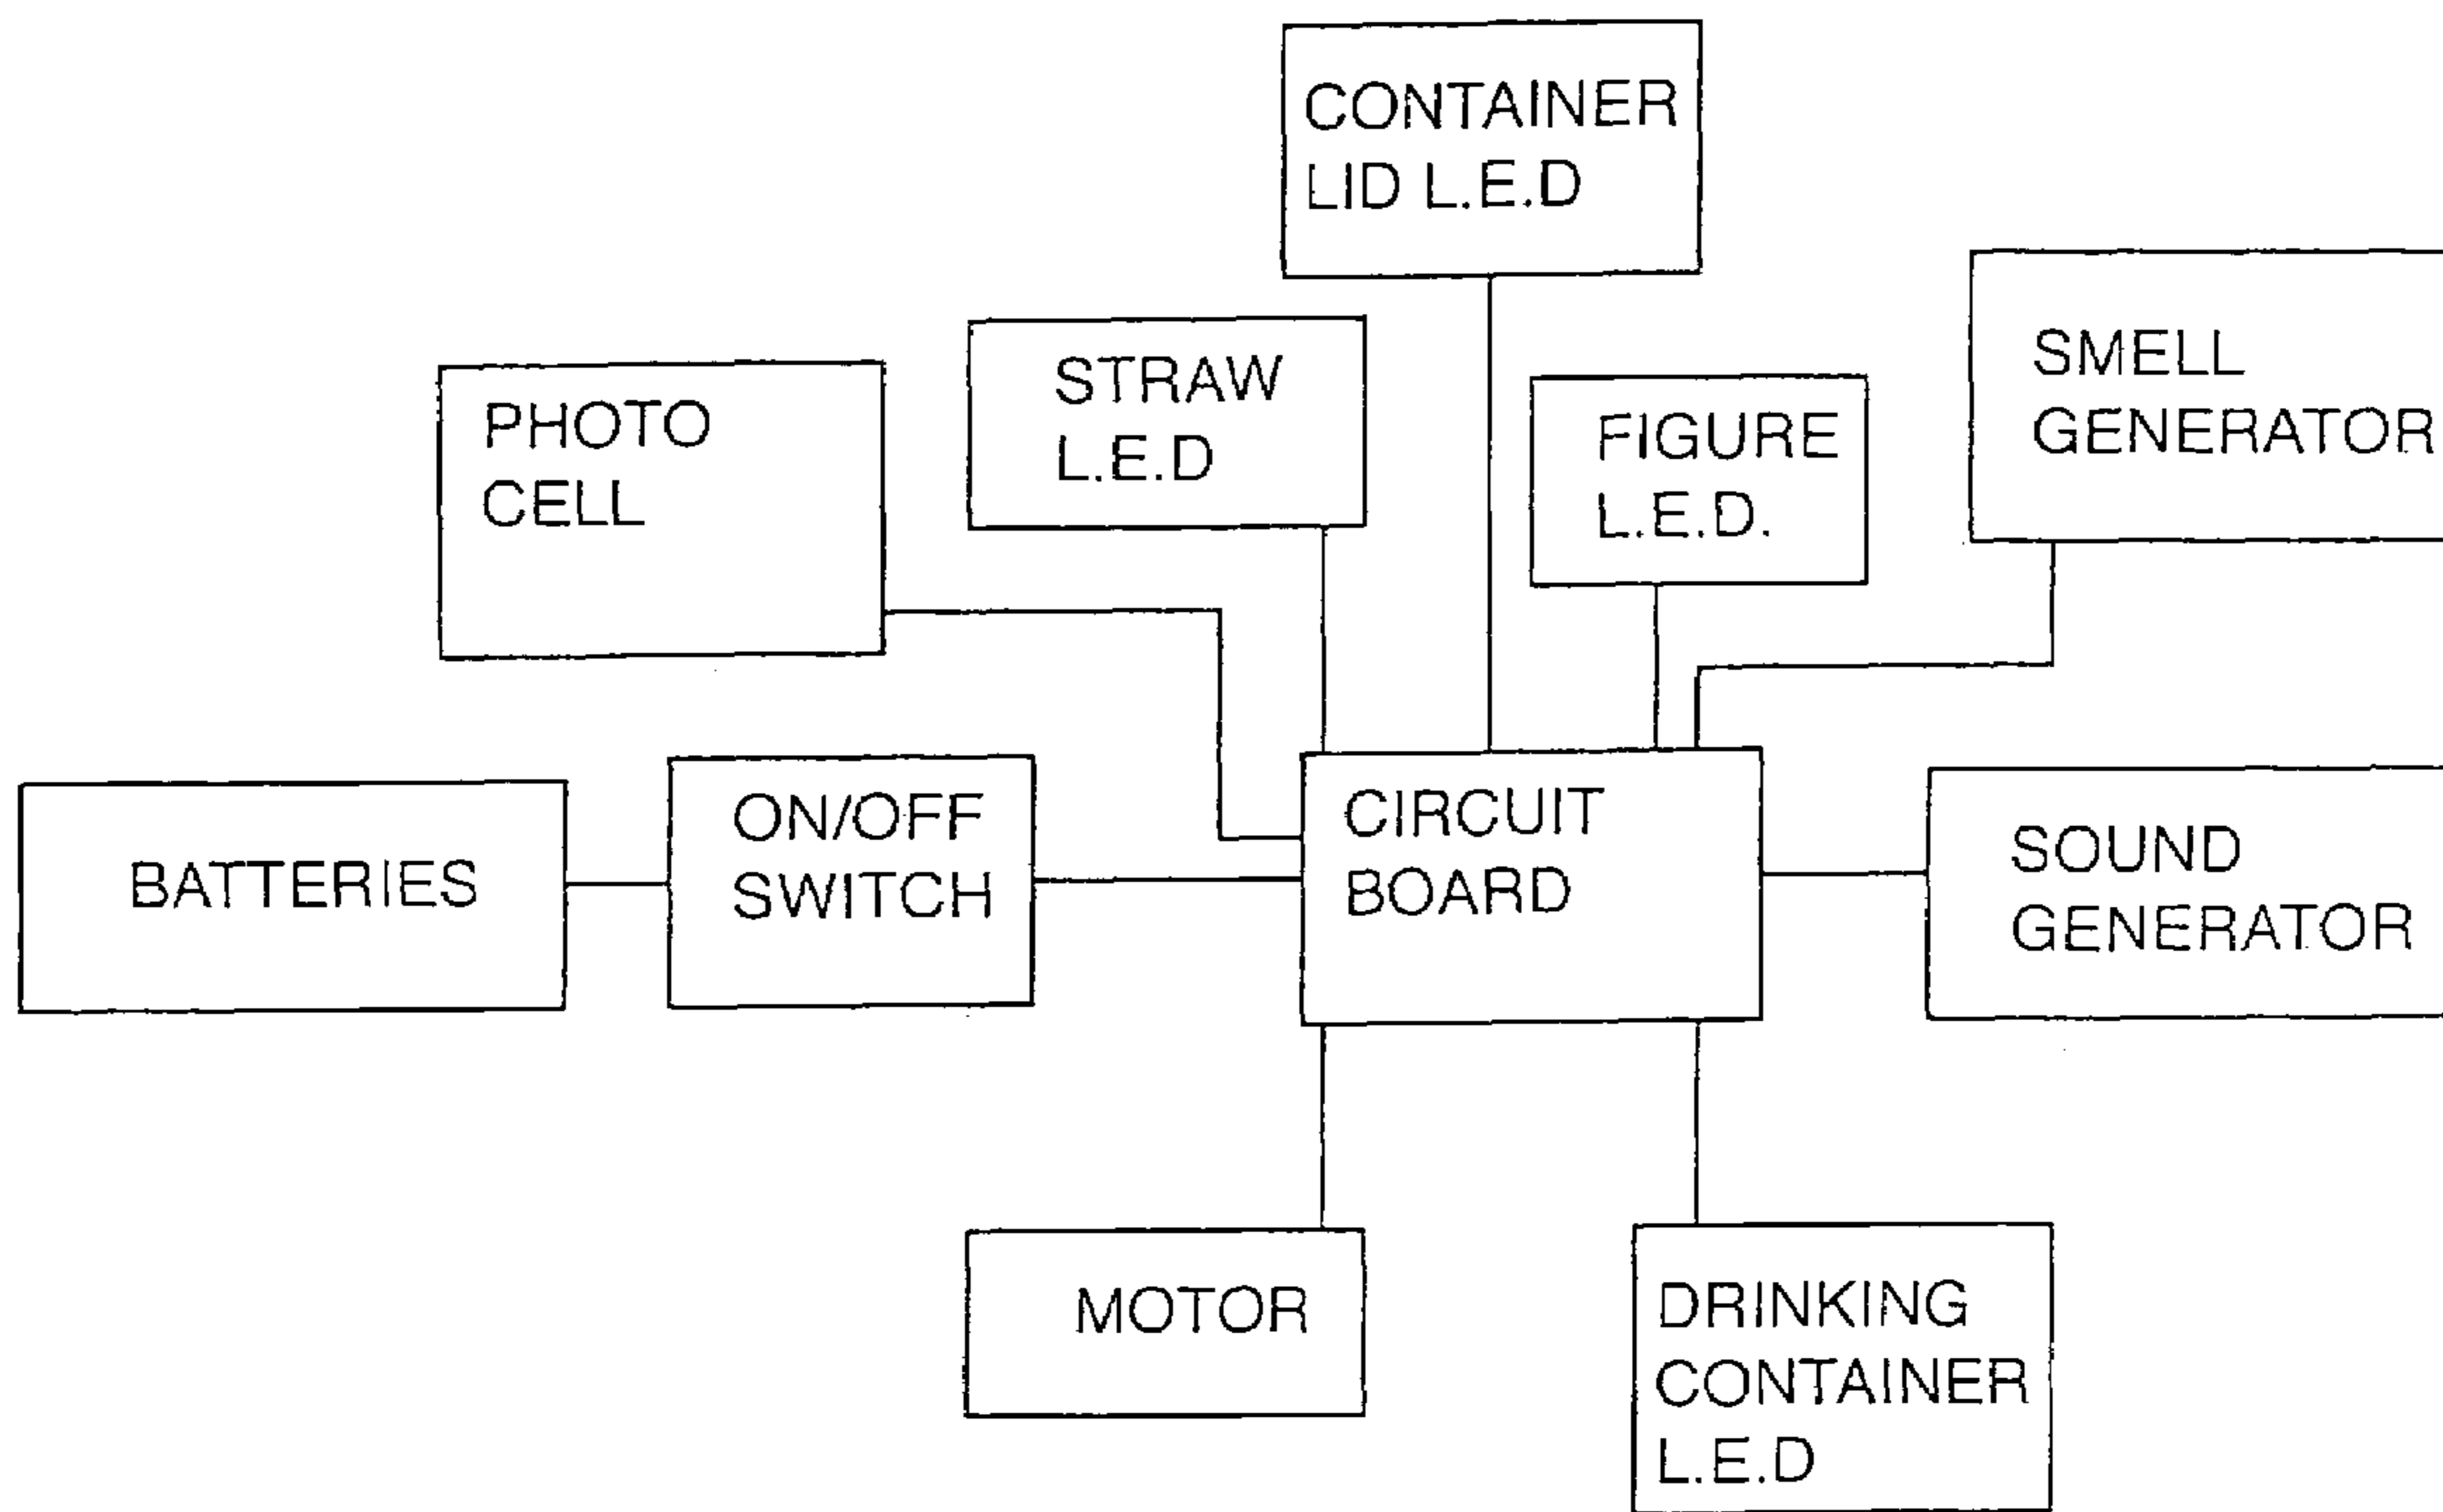 CONTAINER
LID L.E.D
STRAW
L.E.D
PHOTO
CELL
FIGURE
L.E.D.
SMELL
GENERATOR
BATTERIES
ON/OFF
SWITCH
CIRCUIT
BOARD
SOUND
GENERATOR
MOTOR
DRINKING
CONTAINER
L.E.D